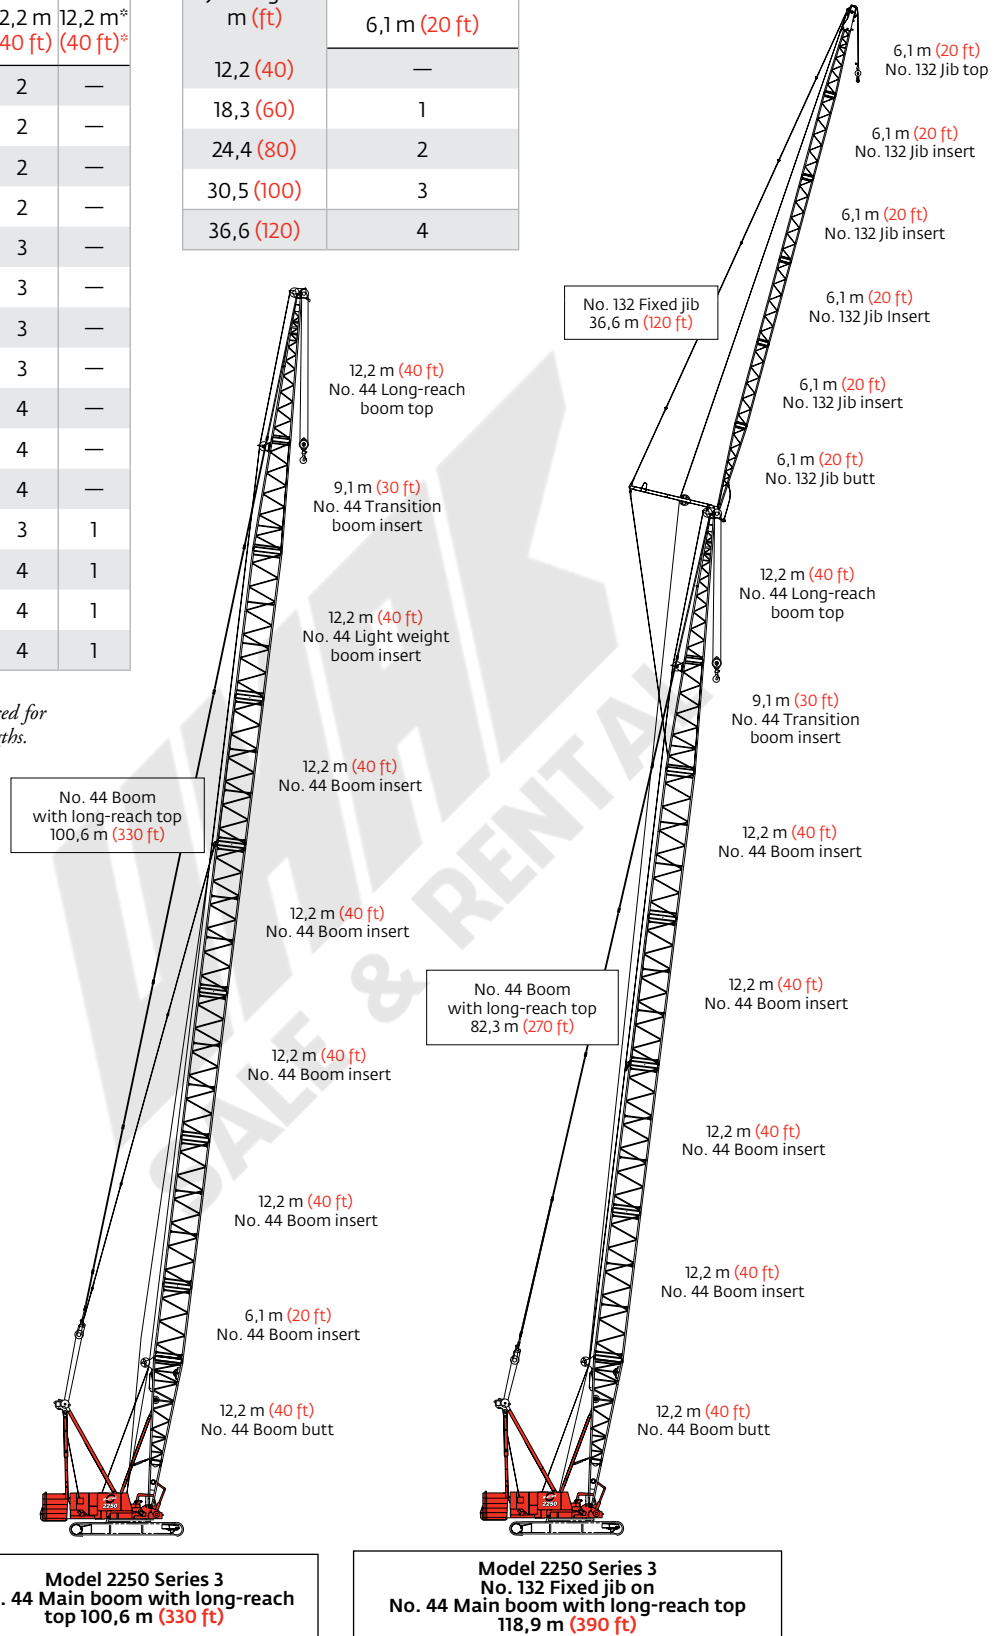 2,2 m 12,2 m*
40 ft) (40 ft)*
2 —
2 —
2 —
2 —
3 —
3 —
3 —
3 —
4 —
4 —
4 —
3 1
4 1
4 1
4 1
m (ft)
6,1 m (20 ft)
12,2 (40) —
18,3 (60) 1
24,4 (80) 2
30,5 (100) 3
36,6 (120) 4
for
No. 44 Boom
with long-reach top
100,6 m (330 ft)
12,2 m (40 ft)
No. 44 Long-reach
boom top
9,1 m (30 ft)
No. 44 Transition
boom insert
12,2 m (40 ft)
No. 44 Light weight
boom insert
12,2 m (40 ft)
No. 44 Boom insert
12,2 m (40 ft)
No. 44 Boom insert
12,2 m (40 ft)
No. 44 Boom insert
12,2 m (40 ft)
No. 44 Boom insert
6,1 m (20 ft)
No. 44 Boom insert
12,2 m (40 ft)
No. 44 Boom butt
2250
Model 2250 Series 3
. 44 Main boom with long-reach
top 100,6 m (330 ft)
6,1 m (20 ft)
No. 132 Jib top
6,1 m (20 ft)
No. 132 Jib insert
6,1 m (20 ft)
No. 132 Jib insert
6,1 m (20 ft)
No. 132 Jib Insert
No. 132 Fixed jib
36,6 m (120 ft)
6,1 m (20 ft)
No. 132 Jib insert
6,1 m (20 ft)
No. 132 Jib butt
12,2 m (40 ft)
No. 44 Long-reach
boom top
9,1 m (30 ft)
No. 44 Transition
boom insert
12,2 m (40 ft)
No. 44 Boom insert
No. 44 Boom
with long-reach top
82,3 m (270 ft)
12,2 m (40 ft)
No. 44 Boom insert
12,2 m (40 ft)
No. 44 Boom insert
12,2 m (40 ft)
No. 44 Boom insert
12,2 m (40 ft)
No. 44 Boom butt
2250
Model 2250 Series 3
No. 132 Fixed jib on
No. 44 Main boom with long-reach top
118,9 m (390 ft)
SALE & RENTAL